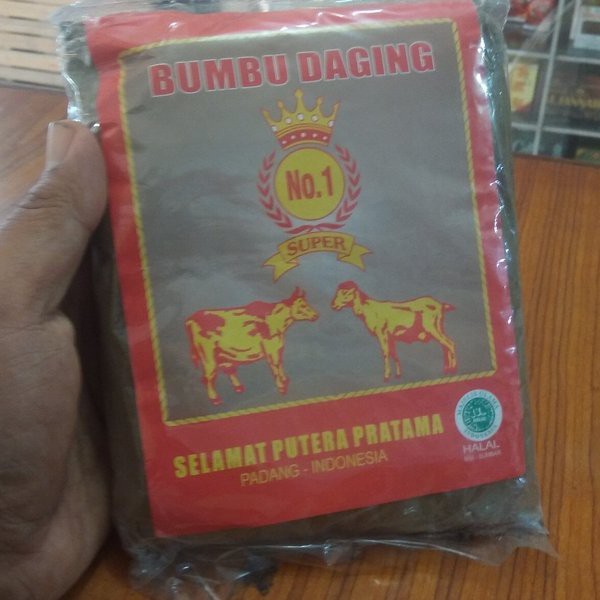 BUMBU DAGING
No.1
SUPER
SELAMAT PUTERA PRATAMA
PADANG - INDONESIA
HALAL